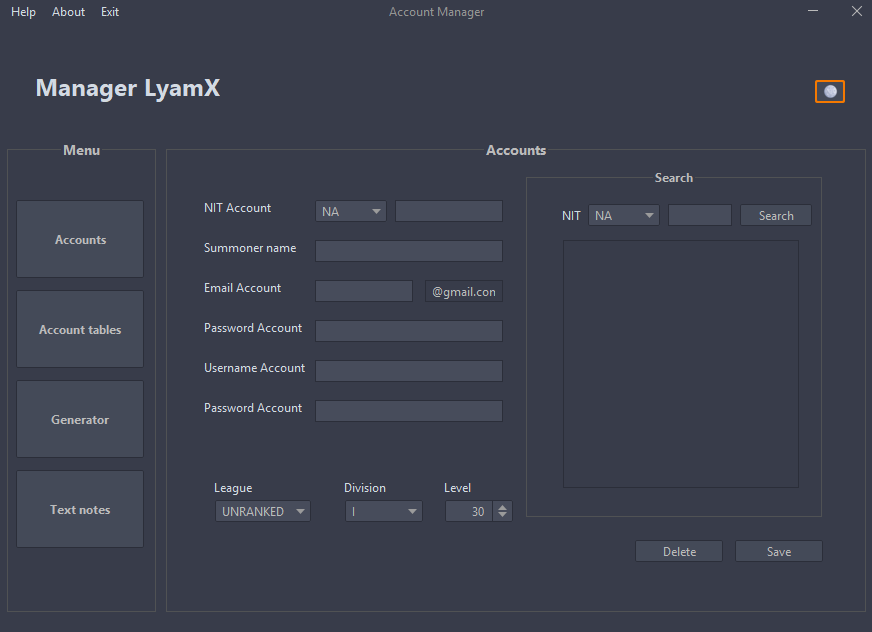 Help About Exit Account Manager
Manager LyamX
Menu
Accounts
Account tables
Generator
Text notes
Accounts
NIT Account NA
Summoner name
Email Account @gmail.con
Password Account
Username Account
Password Account
League Division Level
UNRANKED I 30
Search
NIT NA Search
Delete Save